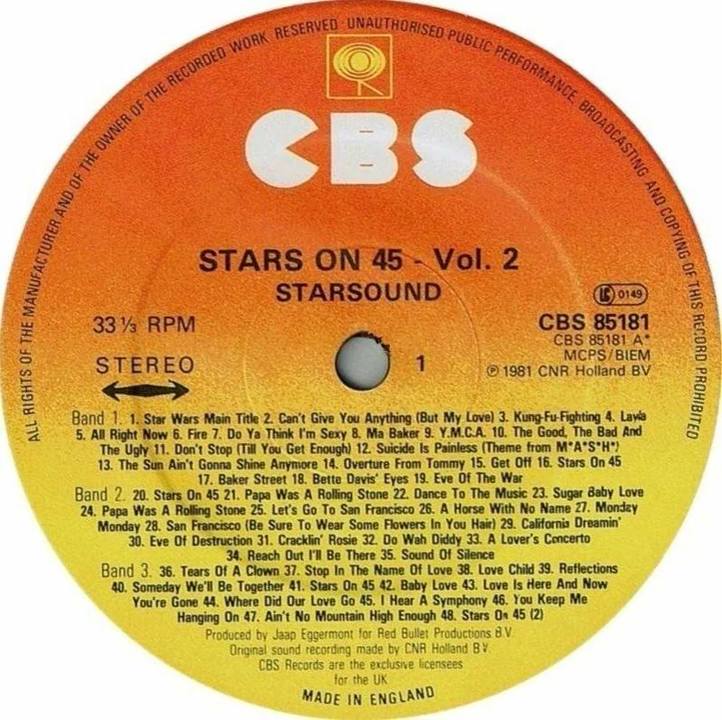 ALL RIGHTS OF THE MANUFACTURER AND OF THE OWNER OF THE RECORDED WORK RESERVED · UNAUTHORISED PUBLIC PERFORMANCE, BROADCASTING AND COPYING OF THIS RECORD PROHIBITED
CBS
STARS ON 45 - Vol. 2
STARSOUND
LC 0149
33⅓ RPM
CBS 85181
CBS 85181 A*
MCPS/BIEM
℗ 1981 CNR Holland BV
STEREO
1
Band 1. 1. Star Wars Main Title 2. Can't Give You Anything (But My Love) 3. Kung-Fu-Fighting 4. Layla
5. All Right Now 6. Fire 7. Do Ya Think I'm Sexy 8. Ma Baker 9. Y.M.C.A. 10. The Good, The Bad And
The Ugly 11. Don't Stop (Till You Get Enough) 12. Suicide Is Painless (Theme from M*A*S*H*)
13. The Sun Ain't Gonna Shine Anymore 14. Overture From Tommy 15. Get Off 16. Stars On 45
17. Baker Street 18. Bette Davis' Eyes 19. Eve Of The War
Band 2. 20. Stars On 45 21. Papa Was A Rolling Stone 22. Dance To The Music 23. Sugar Baby Love
24. Papa Was A Rolling Stone 25. Let's Go To San Francisco 26. A Horse With No Name 27. Monday
Monday 28. San Francisco (Be Sure To Wear Some Flowers In You Hair) 29. California Dreamin'
30. Eve Of Destruction 31. Cracklin' Rosie 32. Do Wah Diddy 33. A Lover's Concerto
34. Reach Out I'll Be There 35. Sound Of Silence
Band 3. 36. Tears Of A Clown 37. Stop In The Name Of Love 38. Love Child 39. Reflections
40. Someday We'll Be Together 41. Stars On 45 42. Baby Love 43. Love Is Here And Now
You're Gone 44. Where Did Our Love Go 45. I Hear A Symphony 46. You Keep Me
Hanging On 47. Ain't No Mountain High Enough 48. Stars On 45 (2)
Produced by Jaap Eggermont for Red Bullet Productions B.V.
Original sound recording made by CNR Holland B.V.
CBS Records are the exclusive licensees
for the UK
MADE IN ENGLAND